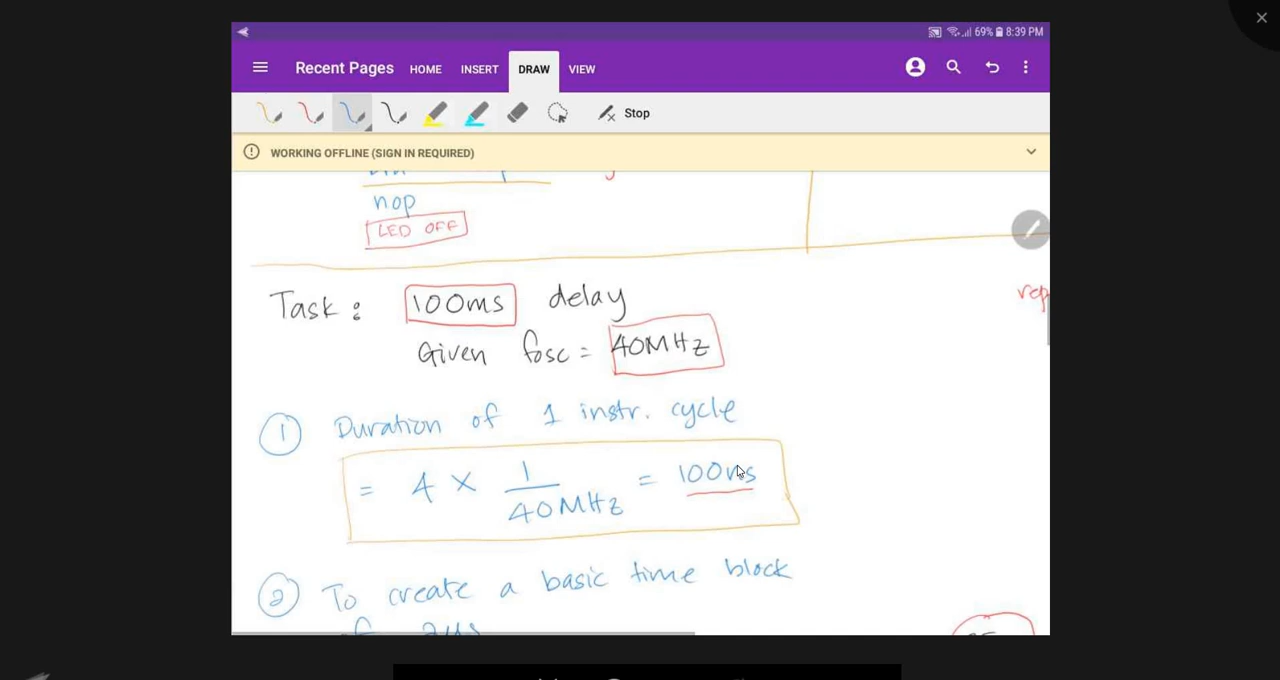 69% 8:39 PM
Recent Pages HOME INSERT DRAW VIEW
Stop
WORKING OFFLINE (SIGN IN REQUIRED)
nop
LED OFF
Task: 100ms delay
Given fosc = 40MHz
rep
① Duration of 1 instr. cycle
= 4 × 1/40MHz = 100ns
② To create a basic time block